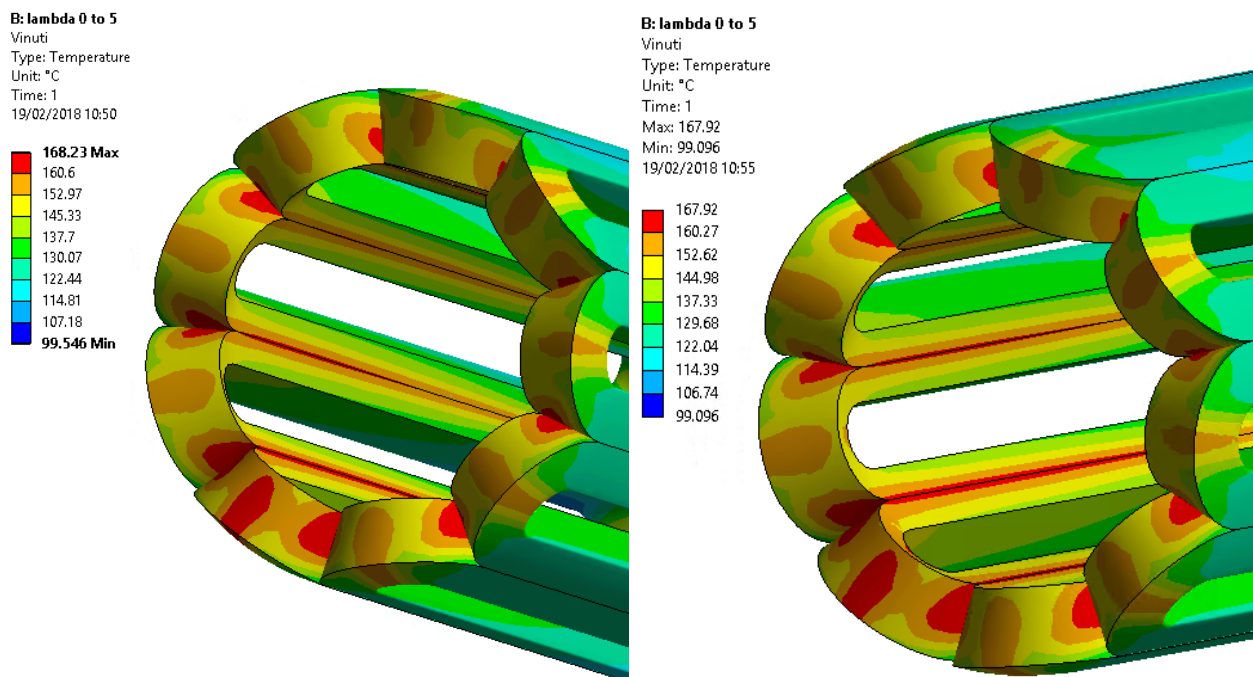 B: lambda 0 to 5
Vinuti
Type: Temperature
Unit: °C
Time: 1
19/02/2018 10:50
168.23 Max
160.6
152.97
145.33
137.7
130.07
122.44
114.81
107.18
99.546 Min
B: lambda 0 to 5
Vinuti
Type: Temperature
Unit: °C
Time: 1
Max: 167.92
Min: 99.096
19/02/2018 10:55
167.92
160.27
152.62
144.98
137.33
129.68
122.04
114.39
106.74
99.096